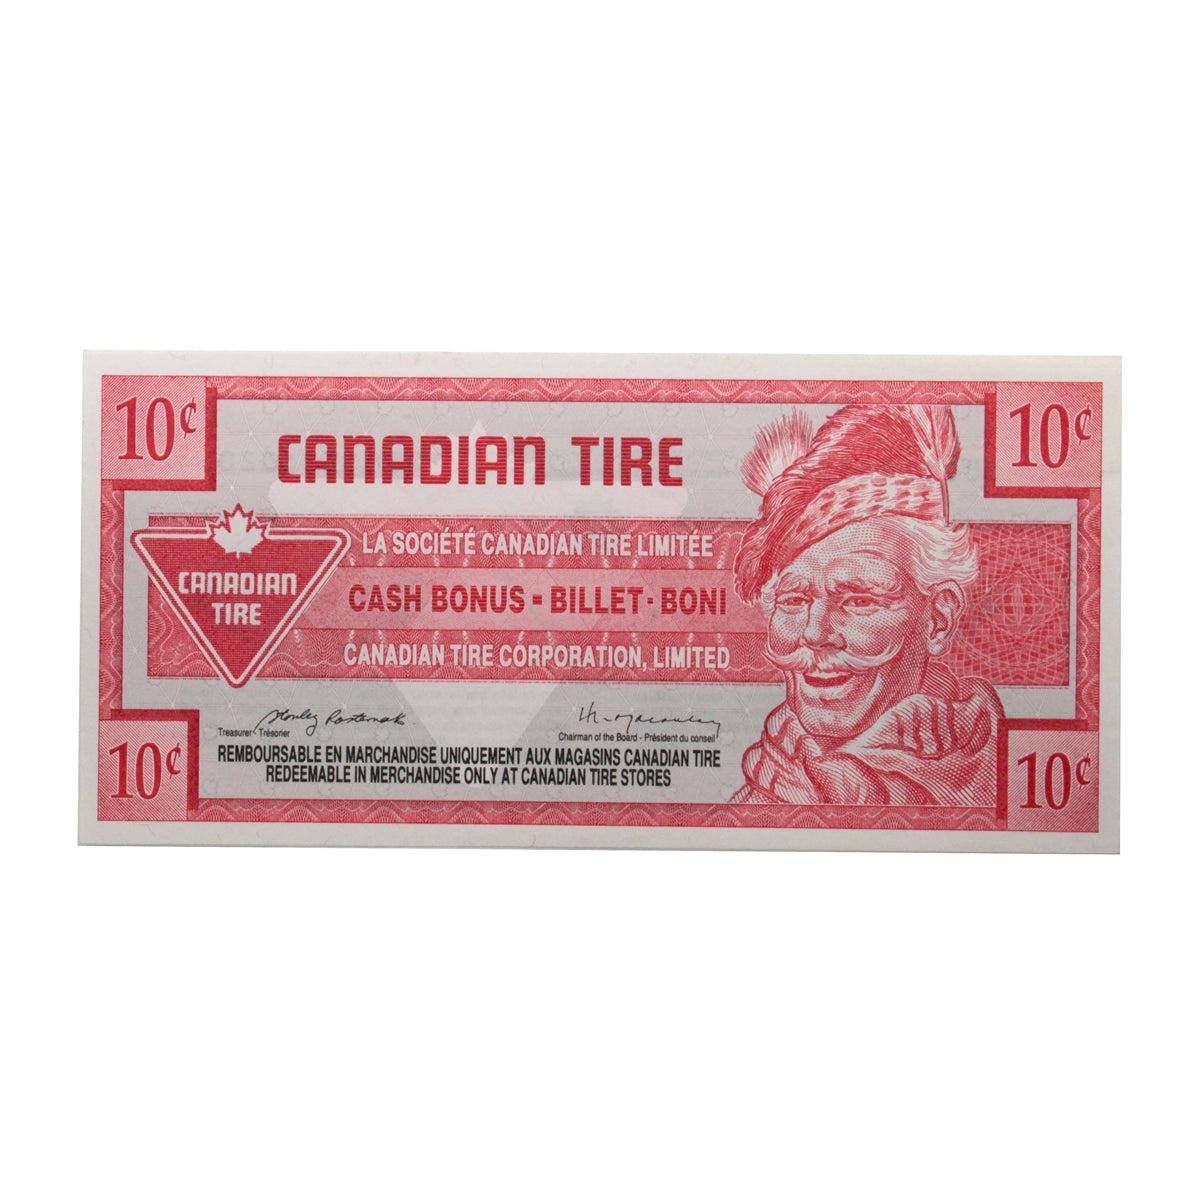 10¢
10¢
CANADIAN TIRE
CANADIAN
TIRE
LA SOCIÉTÉ CANADIAN TIRE LIMITÉE
CASH BONUS - BILLET - BONI
CANADIAN TIRE CORPORATION, LIMITED
Treasurer - Trésorier
Chairman of the Board - Président du conseil
REMBOURSABLE EN MARCHANDISE UNIQUEMENT AUX MAGASINS CANADIAN TIRE
REDEEMABLE IN MERCHANDISE ONLY AT CANADIAN TIRE STORES
10¢
10¢